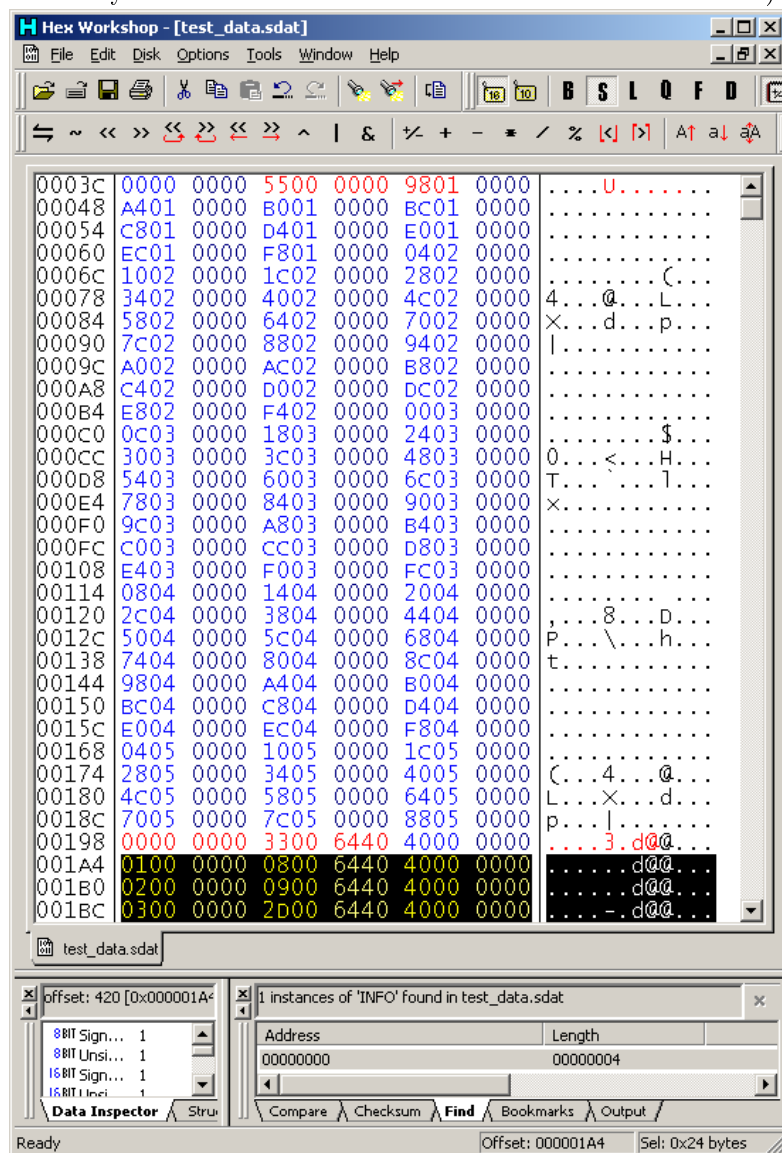 Hex Workshop - [test_data.sdat]
File Edit Disk Options Tools Window Help
16 10 B S L Q F D
~ << >> ^ | & +/- + - * / % A↑ a↓ aA
0003C 0000 0000 5500 0000 9801 0000 ....U.......
00048 A401 0000 B001 0000 BC01 0000 ............
00054 C801 0000 D401 0000 E001 0000 ............
00060 EC01 0000 F801 0000 0402 0000 ............
0006C 1002 0000 1C02 0000 2802 0000 ........(...
00078 3402 0000 4002 0000 4C02 0000 4...@...L...
00084 5802 0000 6402 0000 7002 0000 X...d...p...
00090 7C02 0000 8802 0000 9402 0000 |...........
0009C A002 0000 AC02 0000 B802 0000 ............
000A8 C402 0000 D002 0000 DC02 0000 ............
000B4 E802 0000 F402 0000 0003 0000 ............
000C0 0C03 0000 1803 0000 2403 0000 ........$...
000CC 3003 0000 3C03 0000 4803 0000 0...<...H...
000D8 5403 0000 6003 0000 6C03 0000 T...`...l...
000E4 7803 0000 8403 0000 9003 0000 x...........
000F0 9C03 0000 A803 0000 B403 0000 ............
000FC C003 0000 CC03 0000 D803 0000 ............
00108 E403 0000 F003 0000 FC03 0000 ............
00114 0804 0000 1404 0000 2004 0000 ........ ...
00120 2C04 0000 3804 0000 4404 0000 ,...8...D...
0012C 5004 0000 5C04 0000 6804 0000 P...\...h...
00138 7404 0000 8004 0000 8C04 0000 t...........
00144 9804 0000 A404 0000 B004 0000 ............
00150 BC04 0000 C804 0000 D404 0000 ............
0015C E004 0000 EC04 0000 F804 0000 ............
00168 0405 0000 1005 0000 1C05 0000 ............
00174 2805 0000 3405 0000 4005 0000 (...4...@...
00180 4C05 0000 5805 0000 6405 0000 L...X...d...
0018C 7005 0000 7C05 0000 8805 0000 p...|.......
00198 0000 0000 3300 6440 4000 0000 ....3.d@@...
001A4 0100 0000 0800 6440 4000 0000 ......d@@...
001B0 0200 0000 0900 6440 4000 0000 ......d@@...
001BC 0300 0000 2D00 6440 4000 0000 ....-.d@@...
test_data.sdat
offset: 420 [0x000001A4
8BIT Sign... 1
8BIT Unsi... 1
16BIT Sign... 1
Data Inspector Stru
1 instances of 'INFO' found in test_data.sdat
Address Length
00000000 00000004
Compare Checksum Find Bookmarks Output
Ready Offset: 000001A4 Sel: 0x24 bytes